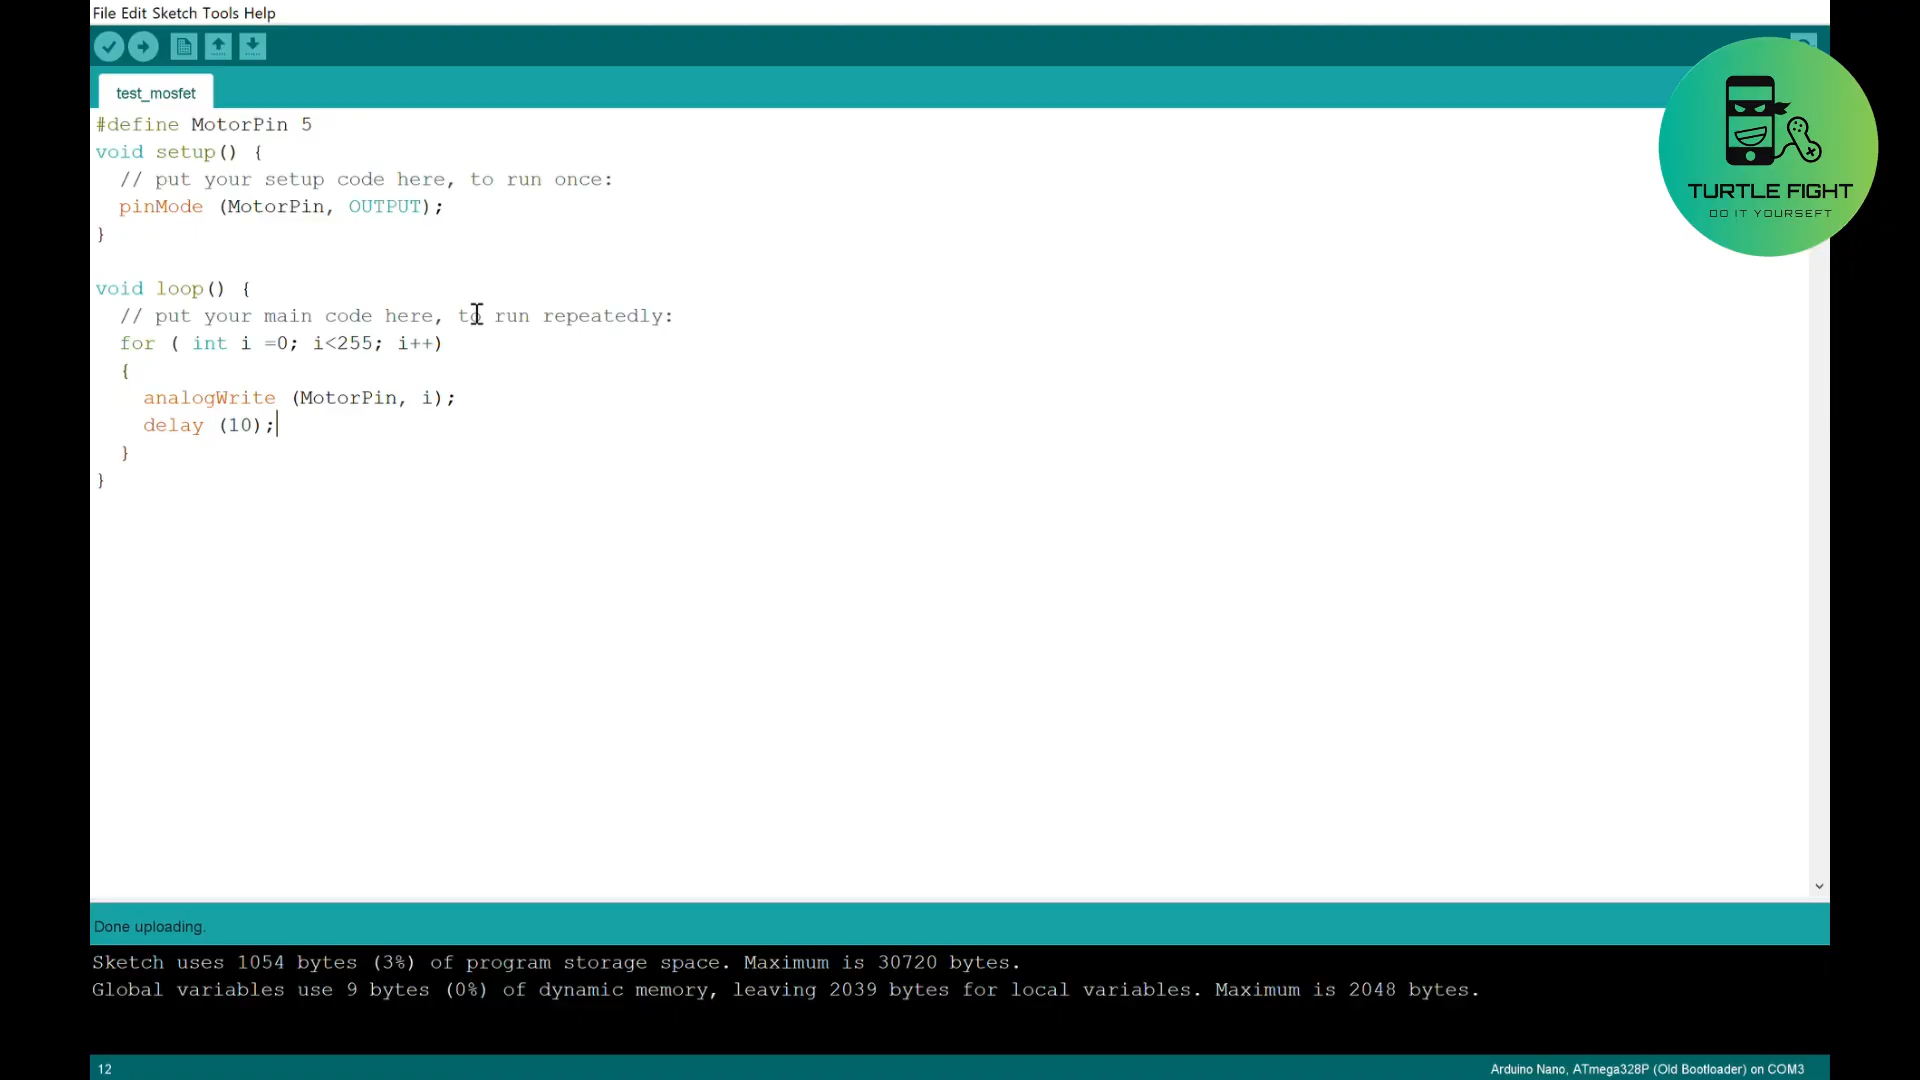 File Edit Sketch Tools Help
test_mosfet
#define MotorPin 5
void setup() {
  // put your setup code here, to run once:
  pinMode (MotorPin, OUTPUT);
}
void loop() {
  // put your main code here, to run repeatedly:
  for ( int i =0; i<255; i++)
  {
    analogWrite (MotorPin, i);
    delay (10);
  }
}
TURTLE FIGHT
DO IT YOURSEFT
Done uploading.
Sketch uses 1054 bytes (3%) of program storage space. Maximum is 30720 bytes.
Global variables use 9 bytes (0%) of dynamic memory, leaving 2039 bytes for local variables. Maximum is 2048 bytes.
12
Arduino Nano, ATmega328P (Old Bootloader) on COM3